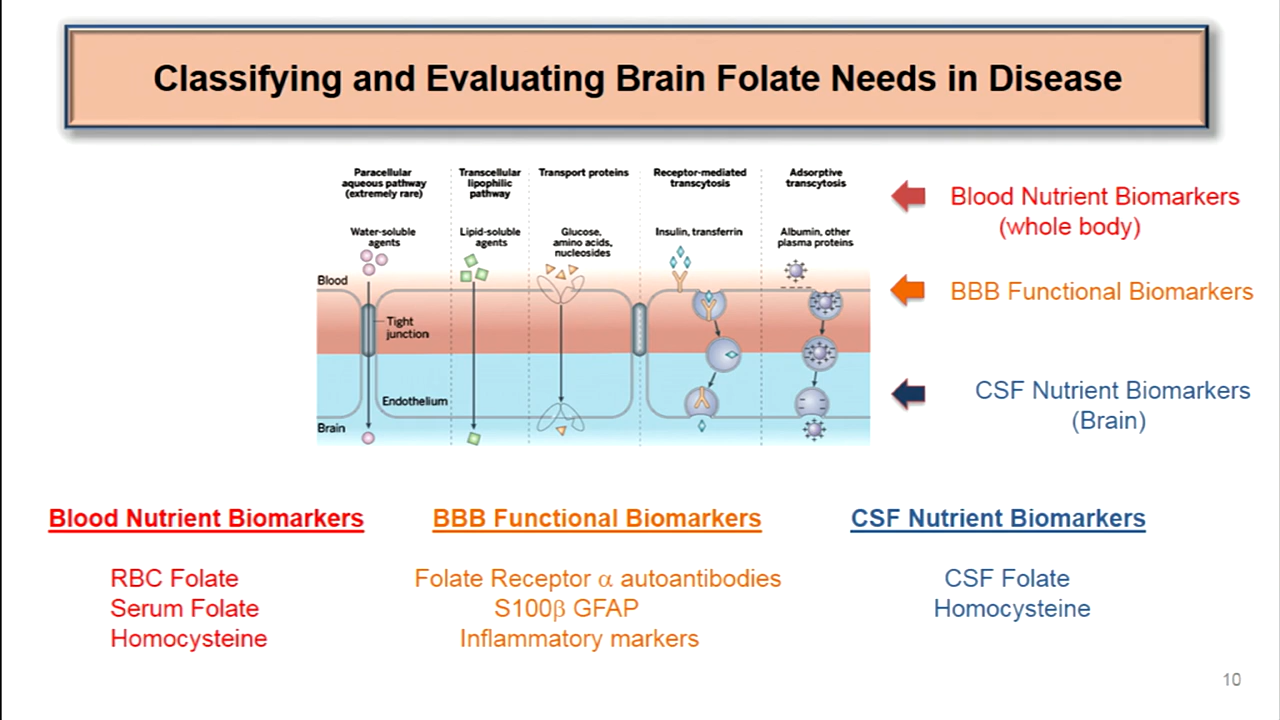 Classifying and Evaluating Brain Folate Needs in Disease
Paracellular
aqueous pathway
(extremely rare)
Transcellular
lipophilic
pathway
Transport proteins
Receptor-mediated
transcytosis
Adsorptive
transcytosis
Water-soluble
agents
Lipid-soluble
agents
Glucose,
amino acids,
nucleosides
Insulin, transferrin
Albumin, other
plasma proteins
Blood
Tight
junction
Endothelium
Brain
Blood Nutrient Biomarkers
(whole body)
BBB Functional Biomarkers
CSF Nutrient Biomarkers
(Brain)
Blood Nutrient Biomarkers
RBC Folate
Serum Folate
Homocysteine
BBB Functional Biomarkers
Folate Receptor α autoantibodies
S100β GFAP
Inflammatory markers
CSF Nutrient Biomarkers
CSF Folate
Homocysteine
10